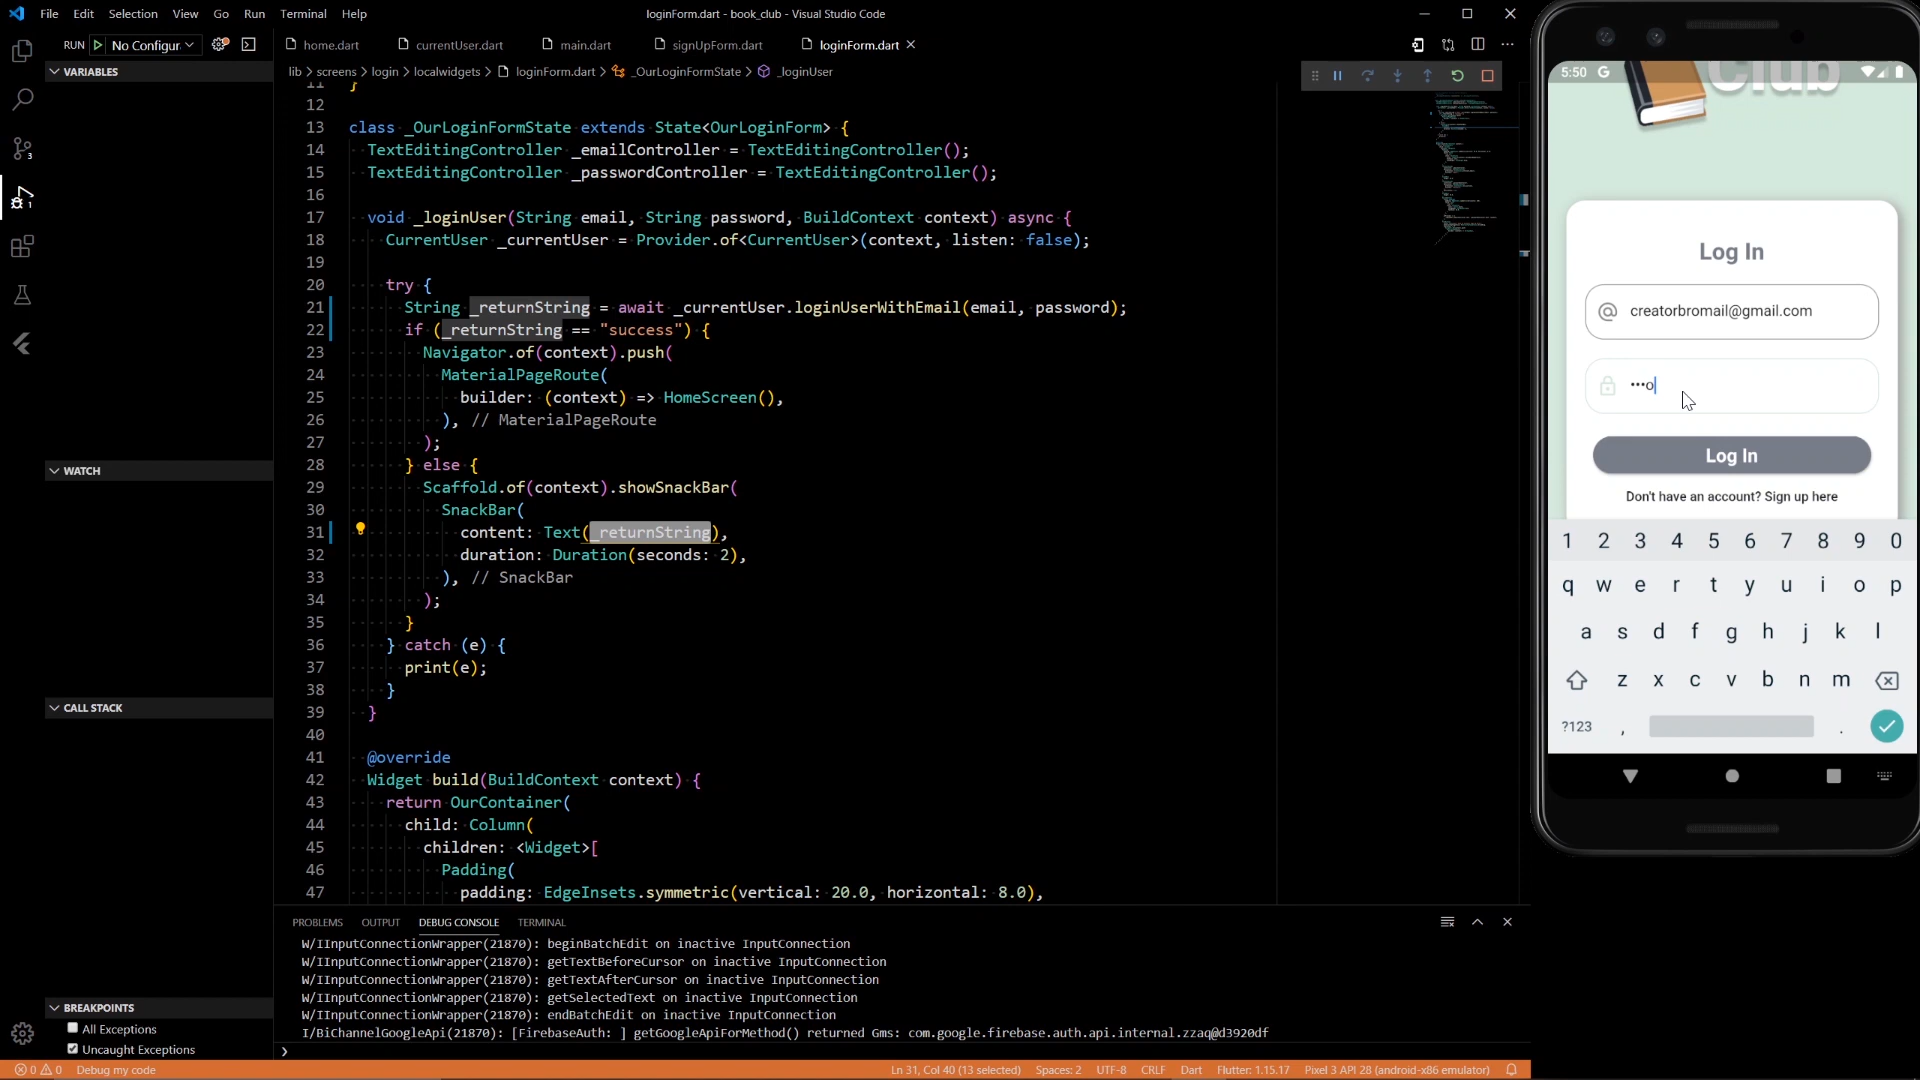 File Edit Selection View Go Run Terminal Help
loginForm.dart - book_club - Visual Studio Code
RUN No Configur
home.dart currentUser.dart main.dart signUpForm.dart loginForm.dart
VARIABLES
lib > screens > login > localwidgets > loginForm.dart > _OurLoginFormState > _loginUser
11 }
12
13 class _OurLoginFormState extends State<OurLoginForm> {
14 TextEditingController _emailController = TextEditingController();
15 TextEditingController _passwordController = TextEditingController();
16
17 void _loginUser(String email, String password, BuildContext context) async {
18 CurrentUser _currentUser = Provider.of<CurrentUser>(context, listen: false);
19
20 try {
21 String _returnString = await _currentUser.loginUserWithEmail(email, password);
22 if (_returnString == "success") {
23 Navigator.of(context).push(
24 MaterialPageRoute(
25 builder: (context) => HomeScreen(),
26 ), // MaterialPageRoute
27 );
28 } else {
29 Scaffold.of(context).showSnackBar(
30 SnackBar(
31 content: Text(_returnString),
32 duration: Duration(seconds: 2),
33 ), // SnackBar
34 );
35 }
36 } catch (e) {
37 print(e);
38 }
39 }
40
41 @override
42 Widget build(BuildContext context) {
43 return OurContainer(
44 child: Column(
45 children: <Widget>[
46 Padding(
47 padding: EdgeInsets.symmetric(vertical: 20.0, horizontal: 8.0),
WATCH
CALL STACK
BREAKPOINTS
All Exceptions
Uncaught Exceptions
PROBLEMS OUTPUT DEBUG CONSOLE TERMINAL
W/IInputConnectionWrapper(21870): beginBatchEdit on inactive InputConnection
W/IInputConnectionWrapper(21870): getTextBeforeCursor on inactive InputConnection
W/IInputConnectionWrapper(21870): getTextAfterCursor on inactive InputConnection
W/IInputConnectionWrapper(21870): getSelectedText on inactive InputConnection
W/IInputConnectionWrapper(21870): endBatchEdit on inactive InputConnection
I/BiChannelGoogleApi(21870): [FirebaseAuth: ] getGoogleApiForMethod() returned Gms: com.google.firebase.auth.api.internal.zzaq@d3920df
0 0 Debug my code
Ln 31, Col 40 (13 selected) Spaces: 2 UTF-8 CRLF Dart Flutter: 1.15.17 Pixel 3 API 28 (android-x86 emulator)
5:50 G
Club
Log In
@ creatorbromail@gmail.com
•••o
Log In
Don't have an account? Sign up here
1 2 3 4 5 6 7 8 9 0
q w e r t y u i o p
a s d f g h j k l
z x c v b n m
?123 , .